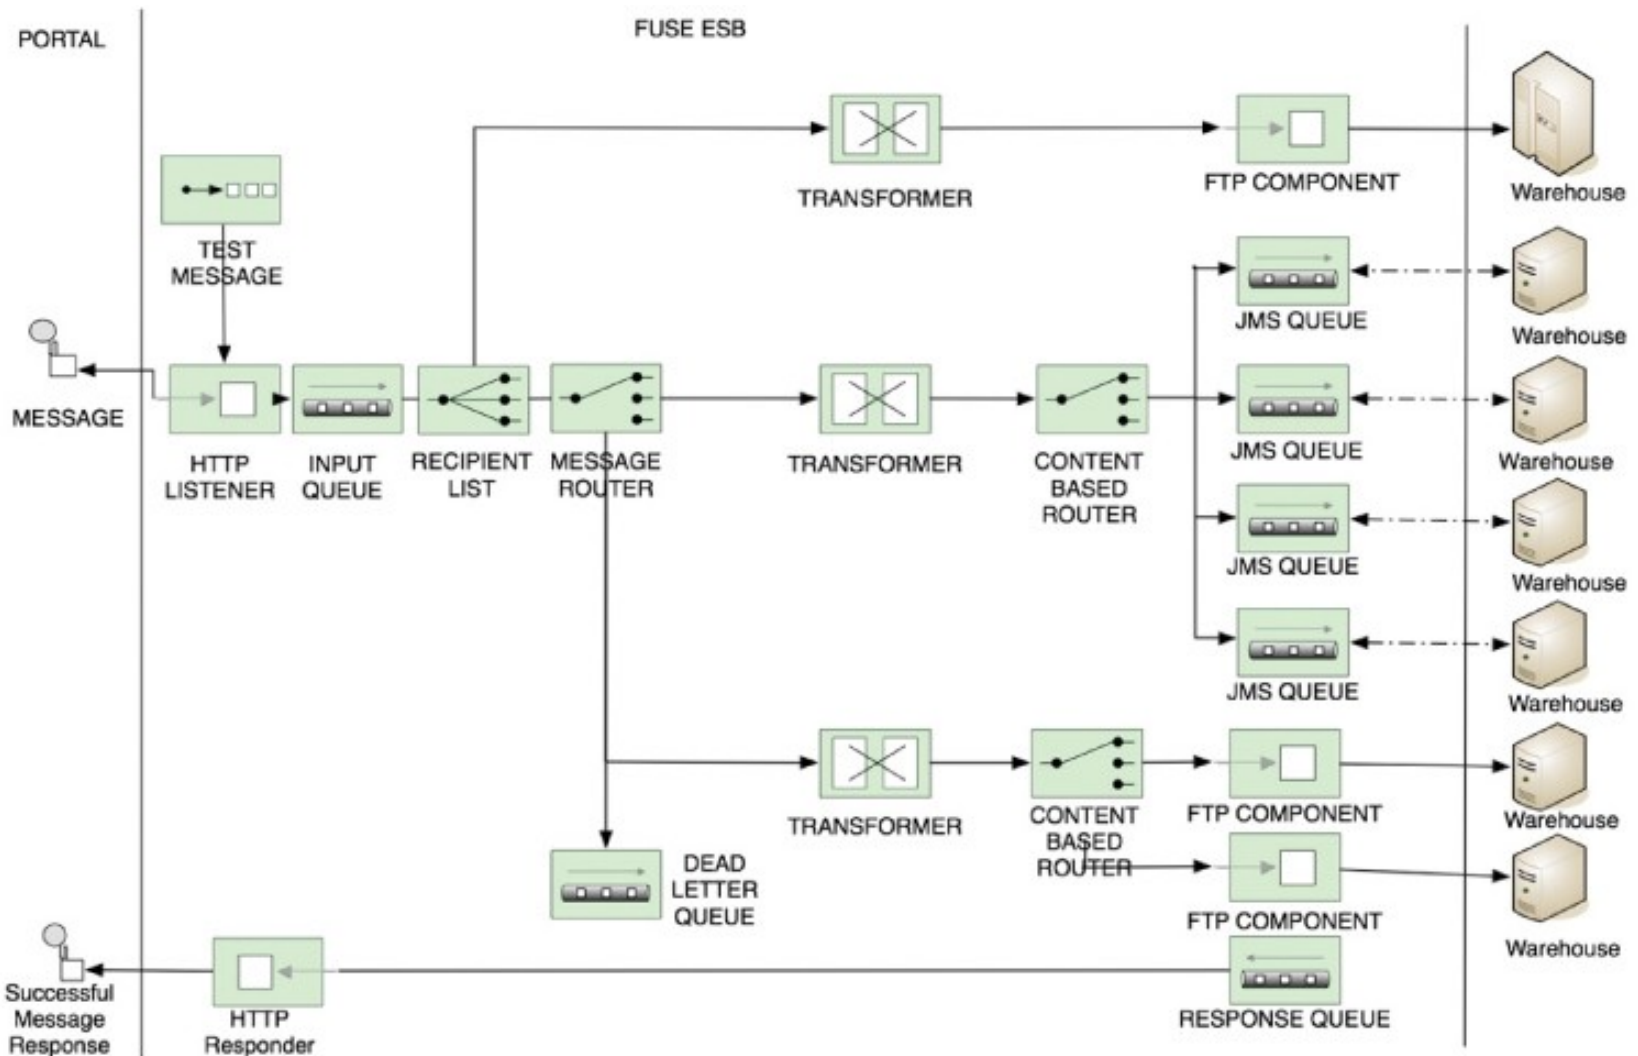 PORTAL
FUSE ESB
TRANSFORMER
FTP COMPONENT
Warehouse
TEST
MESSAGE
JMS QUEUE
Warehouse
MESSAGE
HTTP
LISTENER
INPUT
QUEUE
RECIPIENT
LIST
MESSAGE
ROUTER
TRANSFORMER
CONTENT
BASED
ROUTER
JMS QUEUE
Warehouse
JMS QUEUE
Warehouse
JMS QUEUE
Warehouse
TRANSFORMER
CONTENT
BASED
ROUTER
FTP COMPONENT
Warehouse
DEAD
LETTER
QUEUE
FTP COMPONENT
Warehouse
Successful
Message
Response
HTTP
Responder
RESPONSE QUEUE